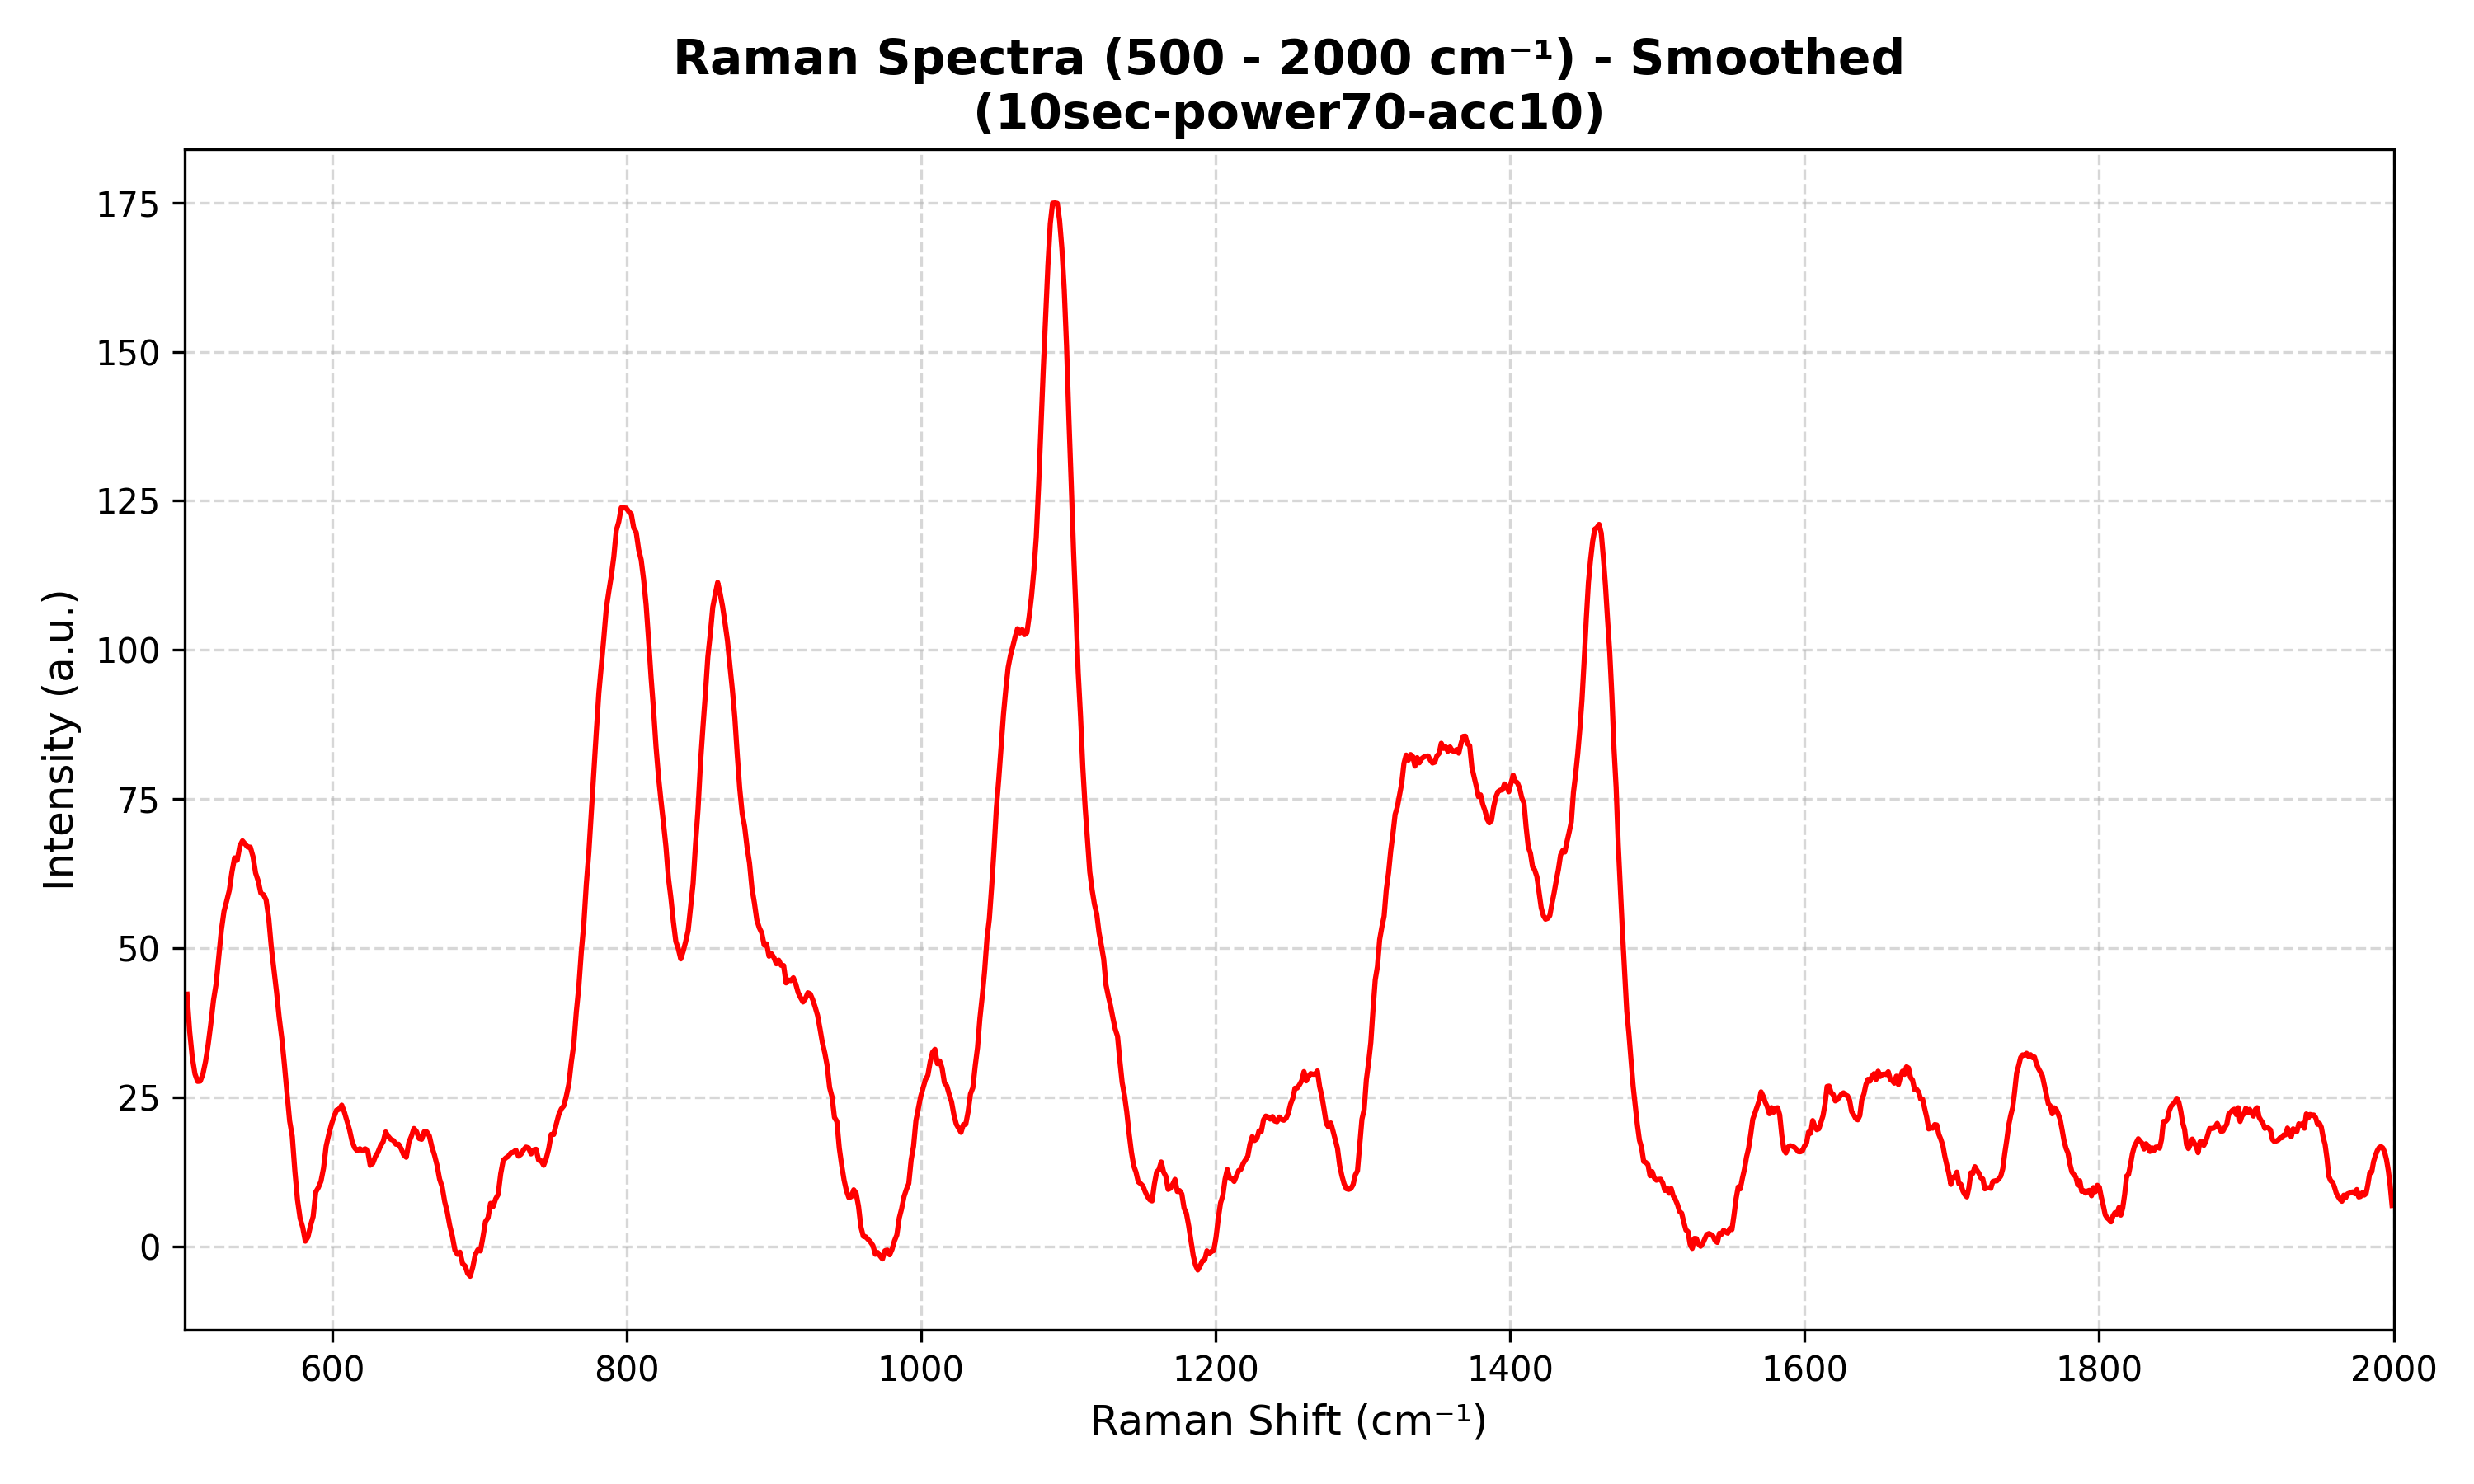 Raman Spectra (500 - 2000 cm⁻¹) - Smoothed
(10sec-power70-acc10)
175
150
125
100
75
50
25
0
Intensity (a.u.)
600 800 1000 1200 1400 1600 1800 2000
Raman Shift (cm⁻¹)